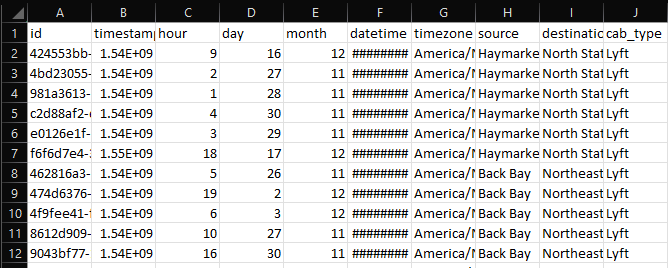 A B C D E F G H I J
1 id timestamp hour day month datetime timezone source destinatio cab_type
2 424553bb- 1.54E+09 9 16 12 ######## America/N Haymarke North Stat Lyft
3 4bd23055- 1.54E+09 2 27 11 ######## America/N Haymarke North Stat Lyft
4 981a3613- 1.54E+09 1 28 11 ######## America/N Haymarke North Stat Lyft
5 c2d88af2- 1.54E+09 4 30 11 ######## America/N Haymarke North Stat Lyft
6 e0126e1f- 1.54E+09 3 29 11 ######## America/N Haymarke North Stat Lyft
7 f6f6d7e4- 1.55E+09 18 17 12 ######## America/N Haymarke North Stat Lyft
8 462816a3- 1.54E+09 5 26 11 ######## America/N Back Bay Northeast Lyft
9 474d6376- 1.54E+09 19 2 12 ######## America/N Back Bay Northeast Lyft
10 4f9fee41- 1.54E+09 6 3 12 ######## America/N Back Bay Northeast Lyft
11 8612d909- 1.54E+09 10 27 11 ######## America/N Back Bay Northeast Lyft
12 9043bf77- 1.54E+09 16 30 11 ######## America/N Back Bay Northeast Lyft